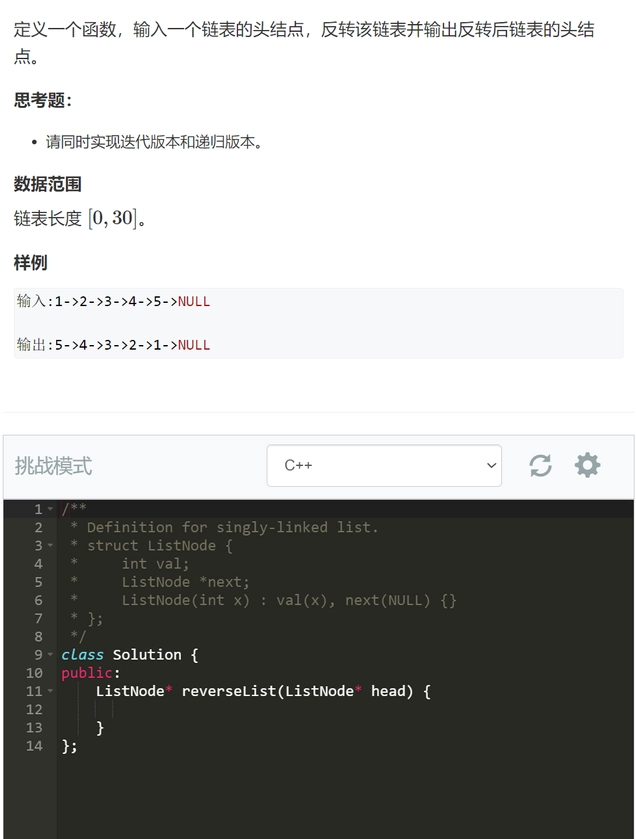 定义一个函数，输入一个链表的头结点，反转该链表并输出反转后链表的头结
点。
思考题：
• 请同时实现迭代版本和递归版本。
数据范围
链表长度 [0, 30]。
样例
输入:1->2->3->4->5->NULL
输出:5->4->3->2->1->NULL
挑战模式
C++
1 /**
2  * Definition for singly-linked list.
3  * struct ListNode {
4  *     int val;
5  *     ListNode *next;
6  *     ListNode(int x) : val(x), next(NULL) {}
7  * };
8  */
9 class Solution {
10 public:
11     ListNode* reverseList(ListNode* head) {
12
13     }
14 };